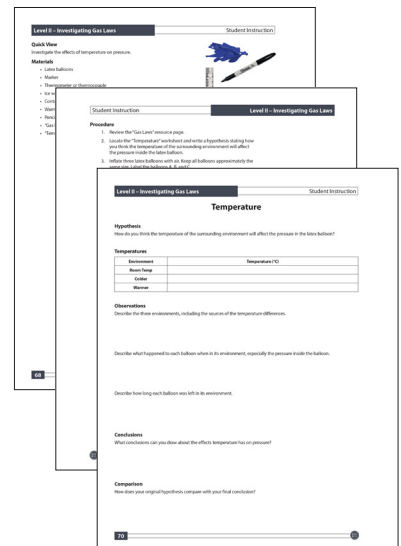 Level II – Investigating Gas Laws
Student Instruction
Quick View
Investigate the effects of temperature on pressure.
Materials
• Latex balloons
• Marker
• Thermometer or thermoprobe
• Ice w
• Cont
• Warm
• Penci
• "Gas
• "Tem
68
Student Instruction
Level II – Investigating Gas Laws
Procedure
1. Review the "Gas Laws" resource page.
2. Locate the "Temperature" worksheet and write a hypothesis stating how
you think the temperature of the surrounding environment will affect
the pressure inside the latex balloon.
3. Inflate three latex balloons with air. Keep all balloons approximately the
same size. Label the balloons A, B, and C.
Level II – Investigating Gas Laws
Student Instruction
Temperature
Hypothesis
How do you think the temperature of the surrounding environment will affect the pressure in the latex balloon?
Temperatures
Environment
Temperature (°C)
Room Temp
Colder
Warmer
Observations
Describe the three environments, including the sources of the temperature differences.
Describe what happened to each balloon when in its environment, especially the pressure inside the balloon.
Describe how long each balloon was left in its environment.
Conclusions
What conclusions can you draw about the effects temperature has on pressure?
Comparison
How does your original hypothesis compare with your final conclusion?
70